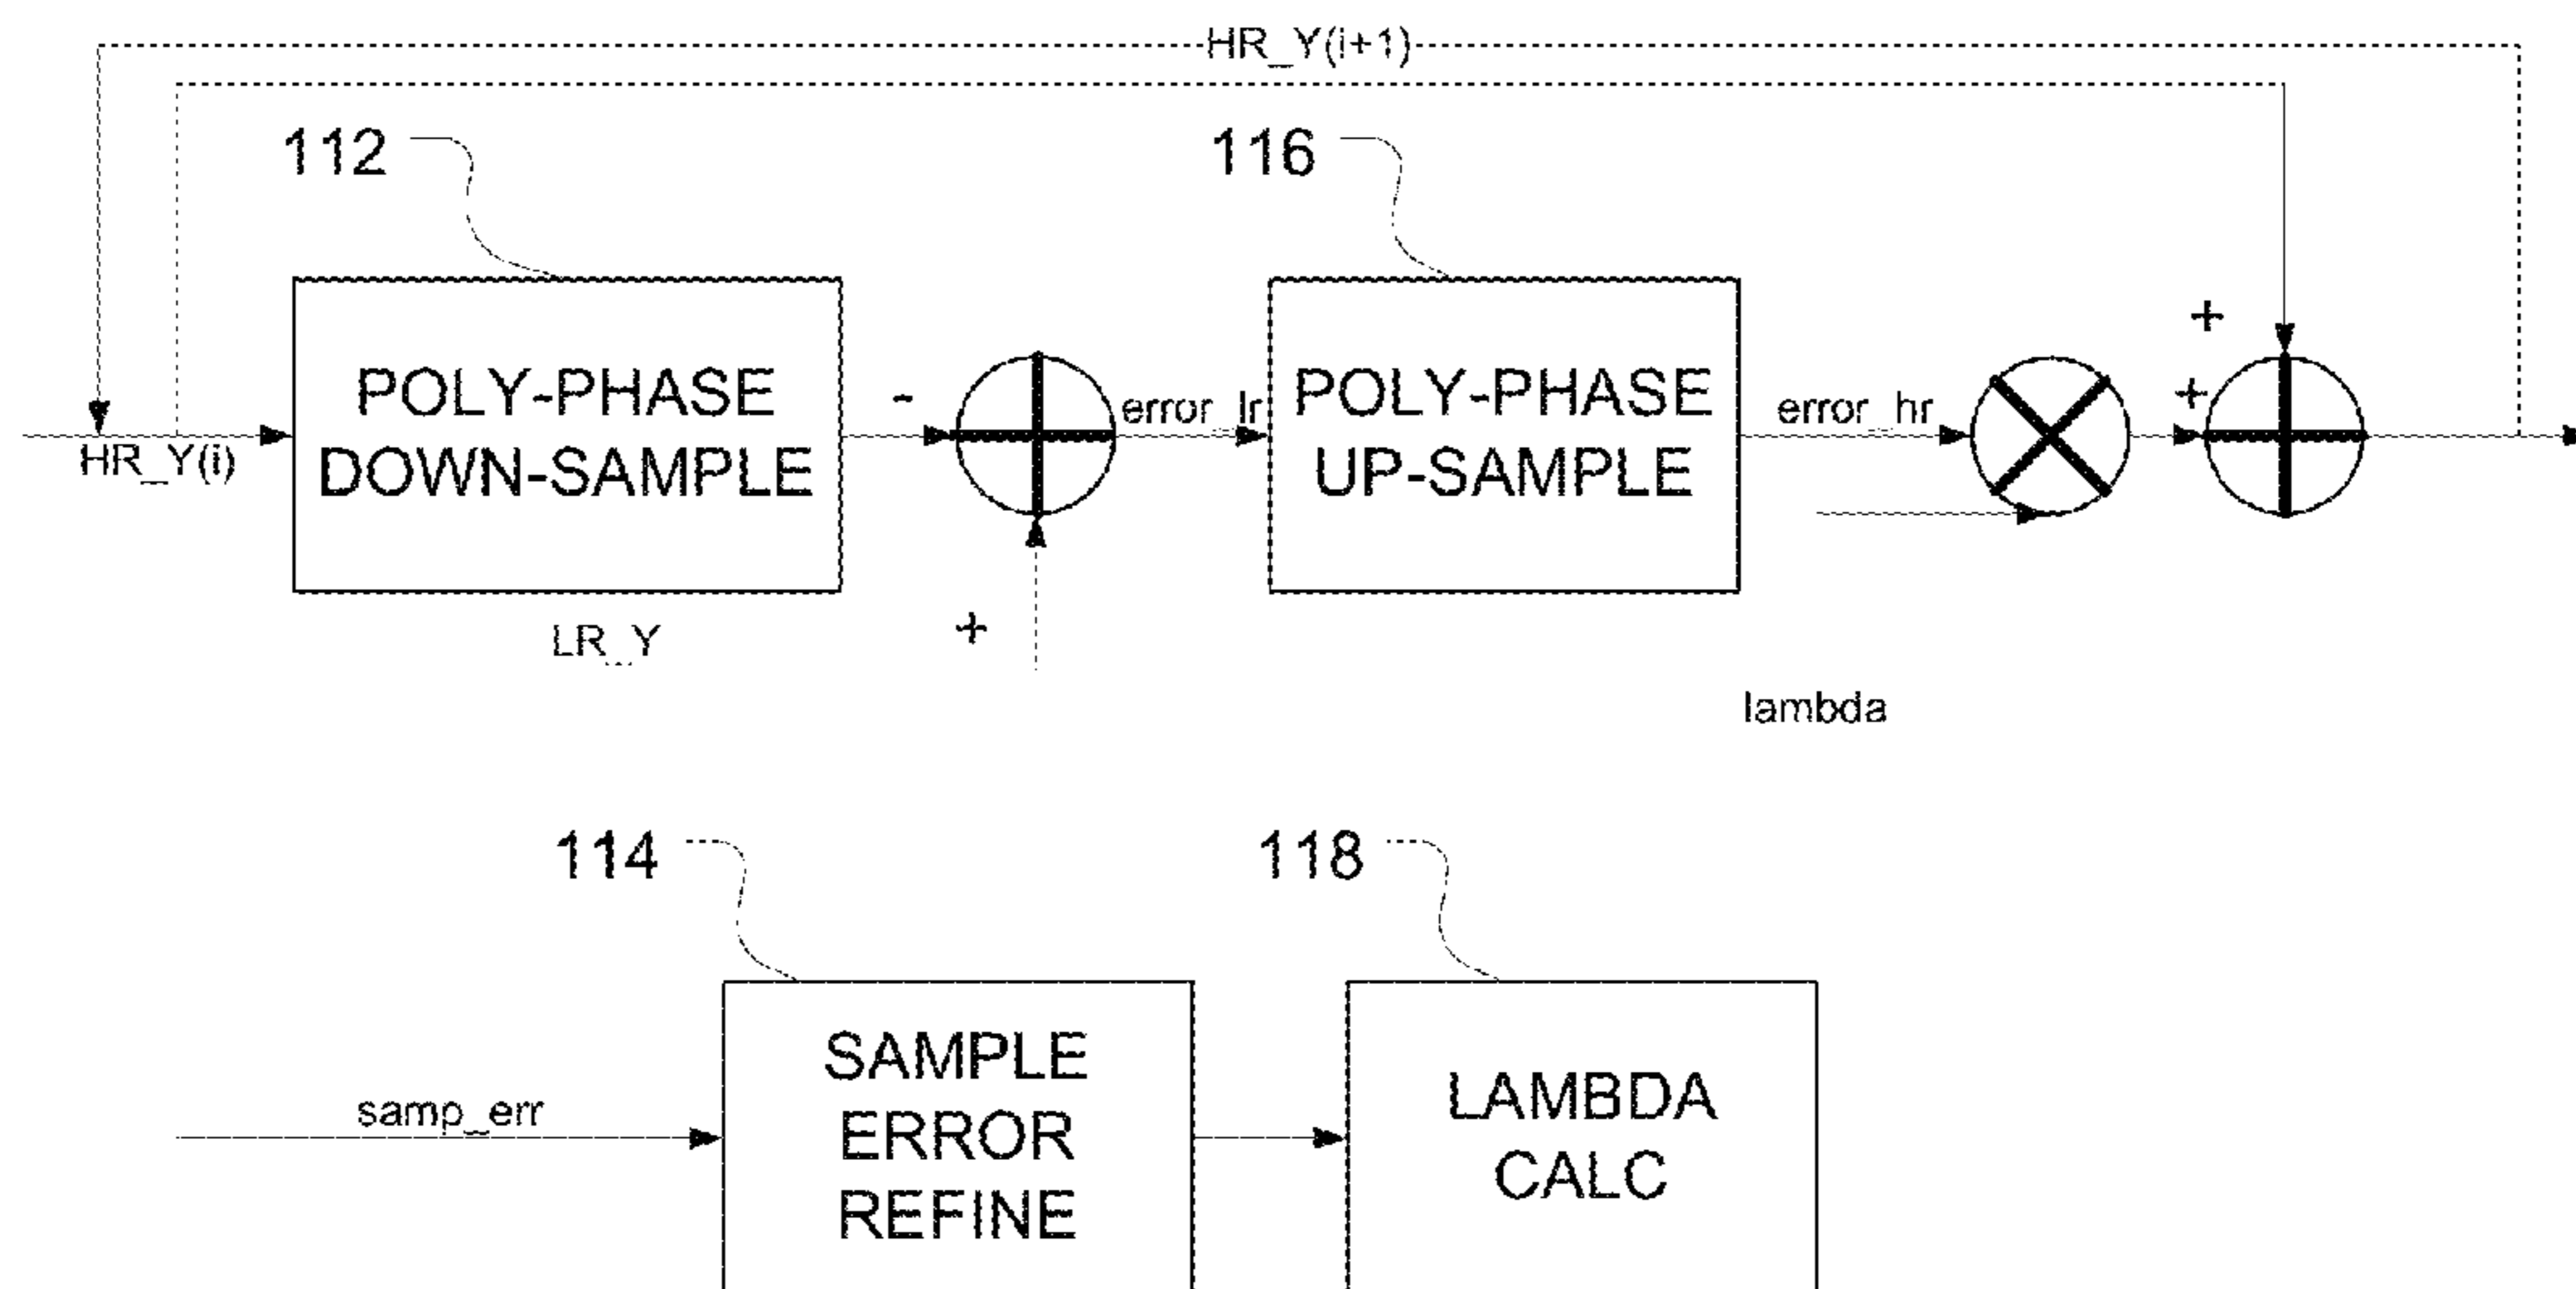 HR_Y(i+1)
112
116
POLY-PHASE
DOWN-SAMPLE
-
error_lr
POLY-PHASE
UP-SAMPLE
error_hr
+
+
HR_Y(i)
LR_Y
+
lambda
114
118
samp_err
SAMPLE
ERROR
REFINE
LAMBDA
CALC